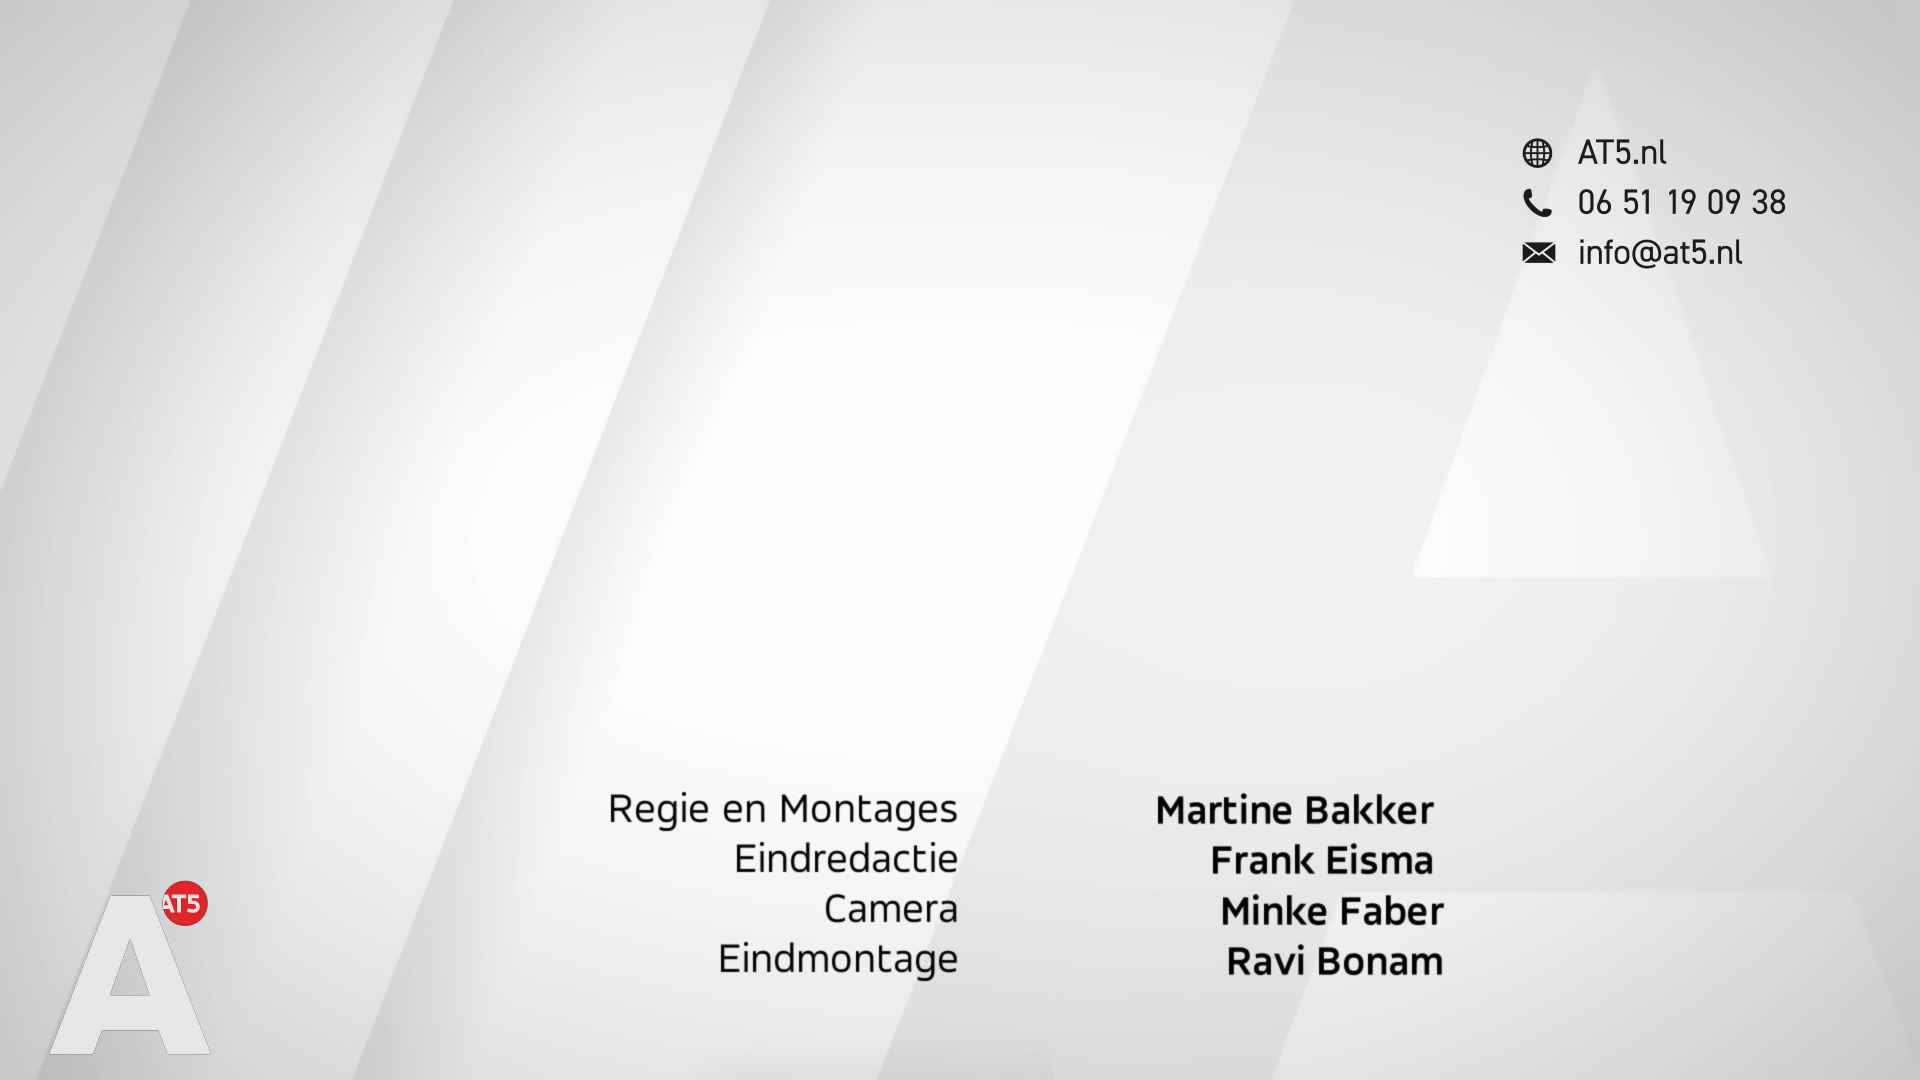 AT5.nl
06 51 19 09 38
info@at5.nl
Regie en Montages Martine Bakker
Eindredactie Frank Eisma
Camera Minke Faber
Eindmontage Ravi Bonam
A AT5